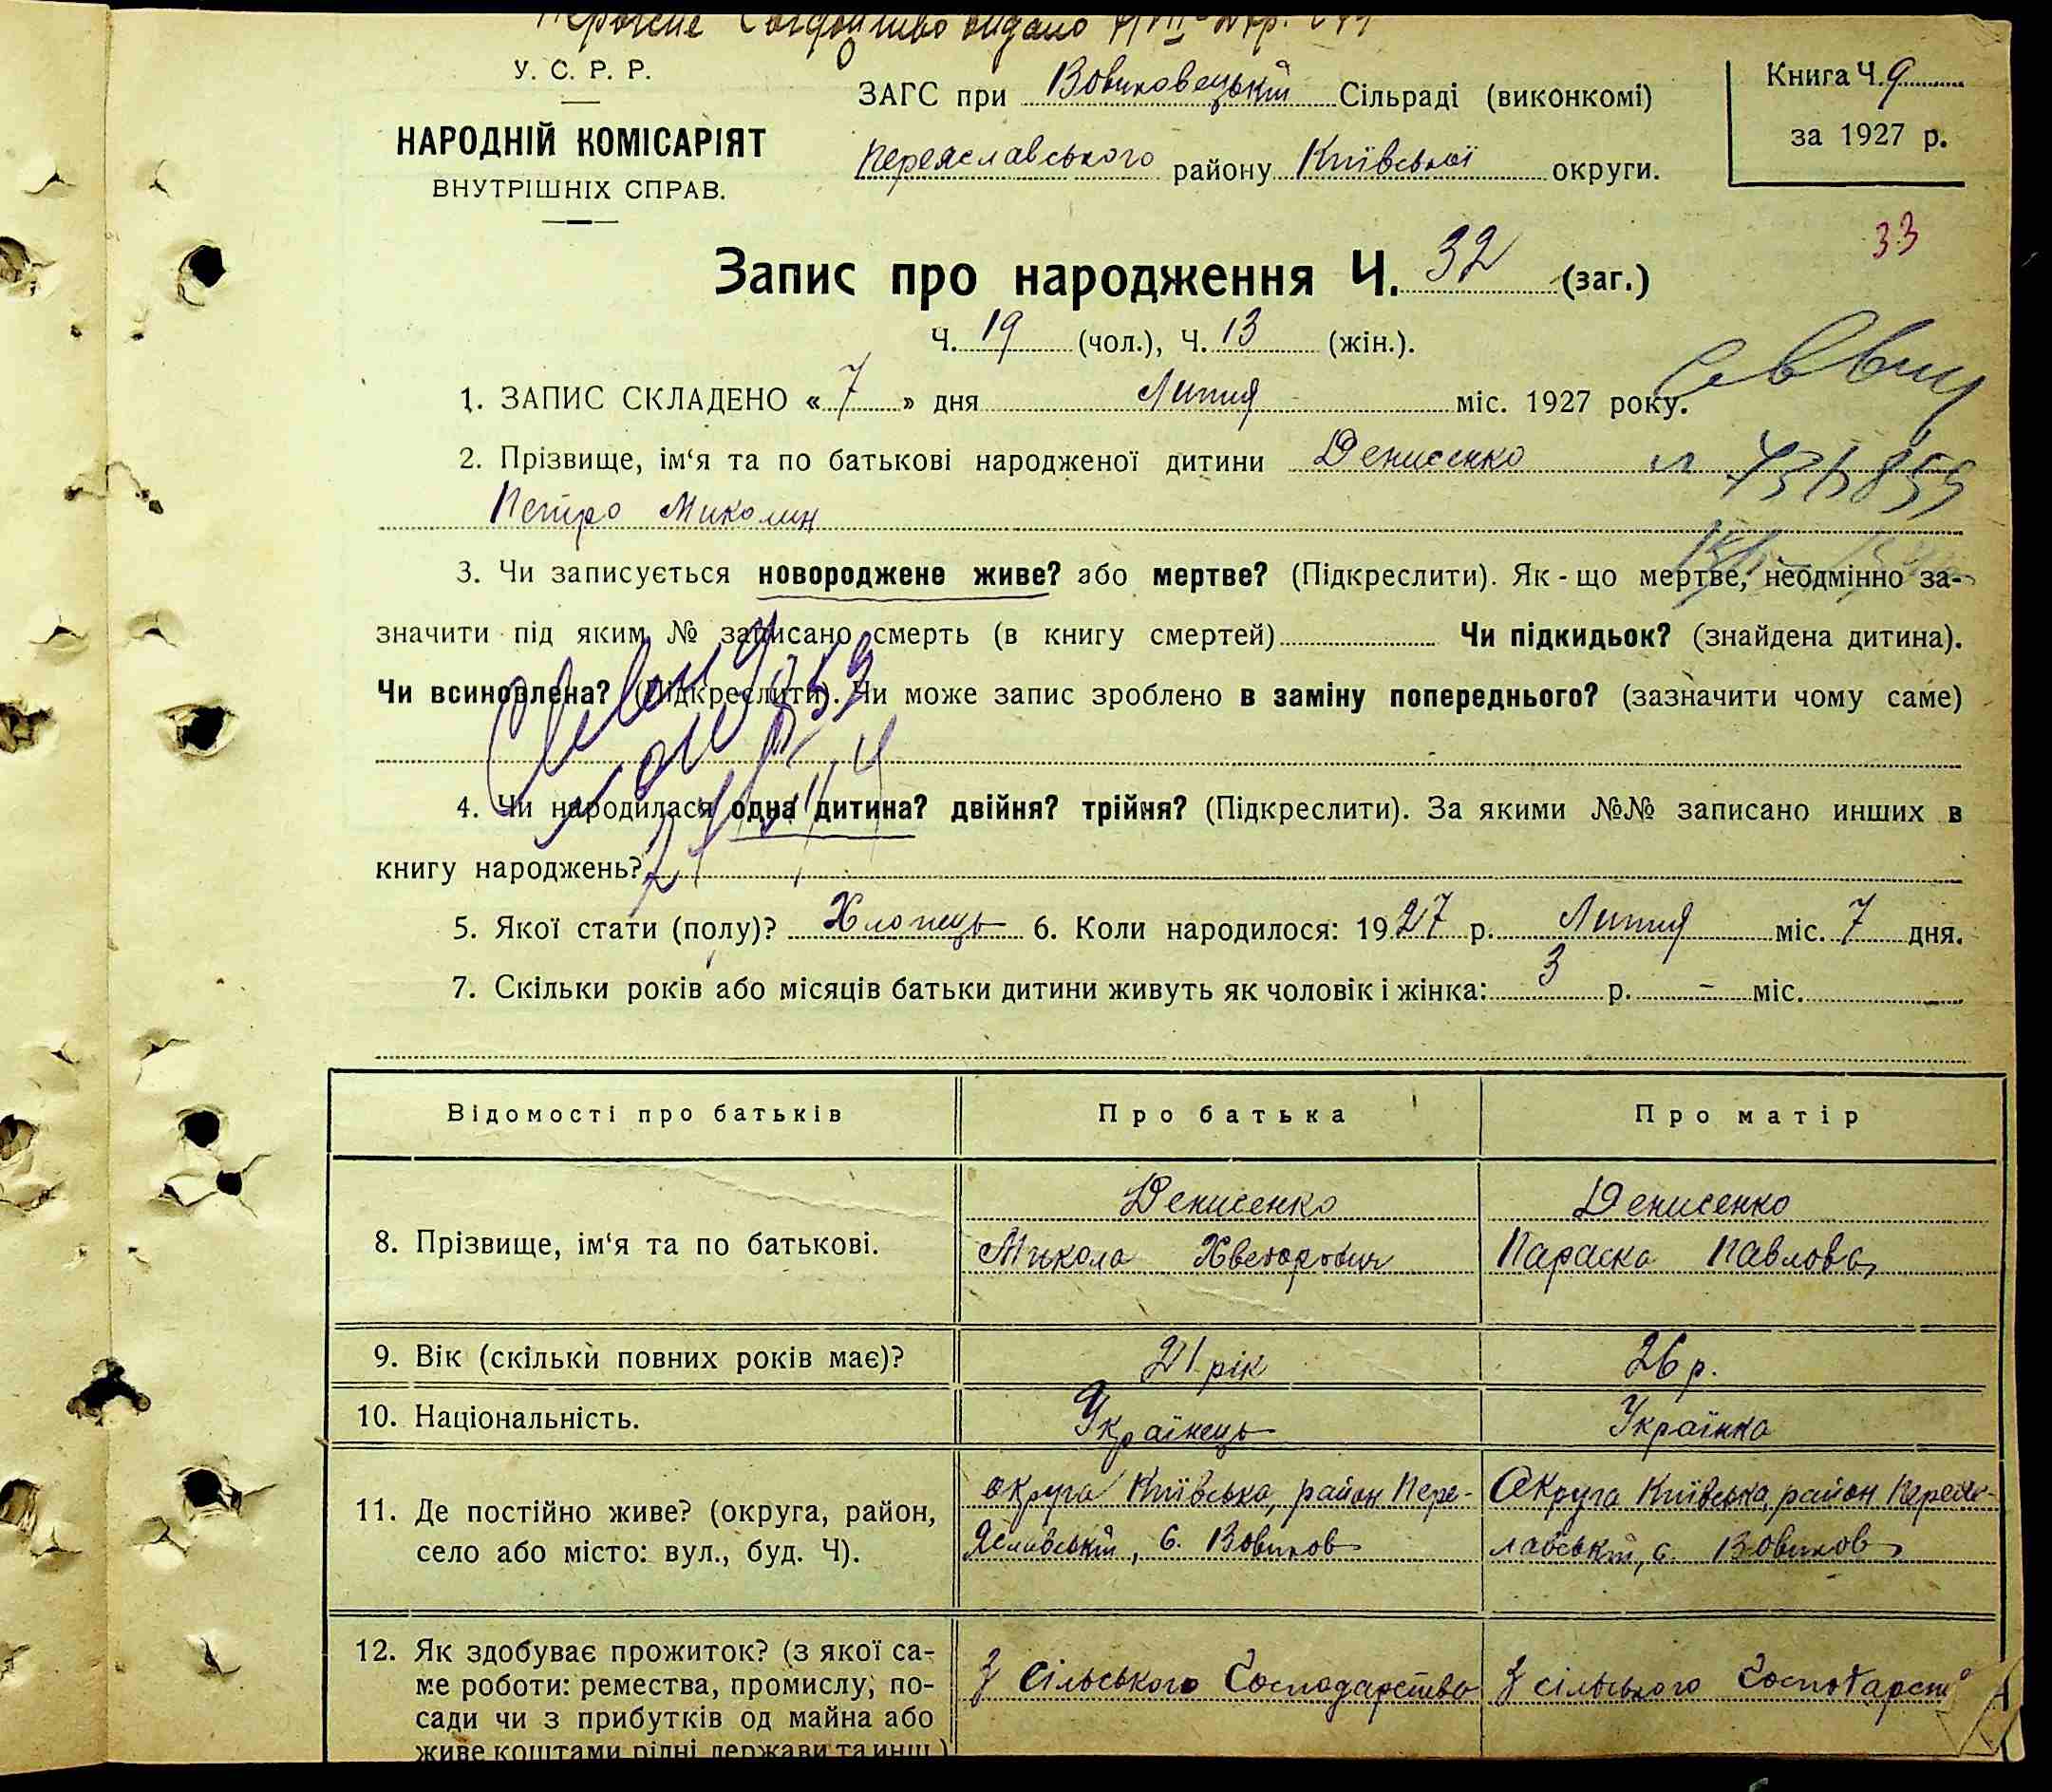 У. С. Р. Р.
НАРОДНІЙ КОМІСАРІЯТ
ВНУТРІШНІХ СПРАВ.
ЗАГС при Вовчковецькій Сільраді (виконкомі)
Переяславського району Київської округи.
Книга Ч. 9
за 1927 р.
33
Запис про народження Ч. 32 (заг.)
Ч. 19 (чол.), Ч. 13 (жін.).
1. ЗАПИС СКЛАДЕНО « 7 » дня Липня міс. 1927 року.
2. Прізвище, ім‘я та по батькові народженої дитини Денисенко
Петро Миколин
3. Чи записується новороджене живе? або мертве? (Підкреслити). Як-що мертве, неодмінно за-
значити під яким № записано смерть (в книгу смертей) Чи підкидьок? (знайдена дитина).
Чи всиновлена? (Підкреслити). Чи може запис зроблено в заміну попереднього? (зазначити чому саме)
4. Чи народилася одна дитина? двійня? трійня? (Підкреслити). За якими №№ записано инших в
книгу народжень?
5. Якої стати (полу)? Хлопець 6. Коли народилося: 1927 р. Липня міс. 7 дня.
7. Скільки років або місяців батьки дитини живуть як чоловік і жінка: 3 р. – міс.
Відомості про батьків Про батька Про матір
8. Прізвище, ім‘я та по батькові.
Денисенко
Микола Хведорович
Денисенко
Параска Павлова
9. Вік (скільки повних років має)? 21 рік 26 р.
10. Національність. Українець Українка
11. Де постійно живе? (округа, район,
село або місто: вул., буд. Ч).
округа Київська, район Пере-
яславській, с. Вовчков
Округа Київська, район Переяс-
лавській, с. Вовчков
12. Як здобуває прожиток? (з якої са-
ме роботи: ремества, промислу, по-
сади чи з прибутків од майна або
живе коштами рідні держави та инш.)
З сільського господарства
З сільського